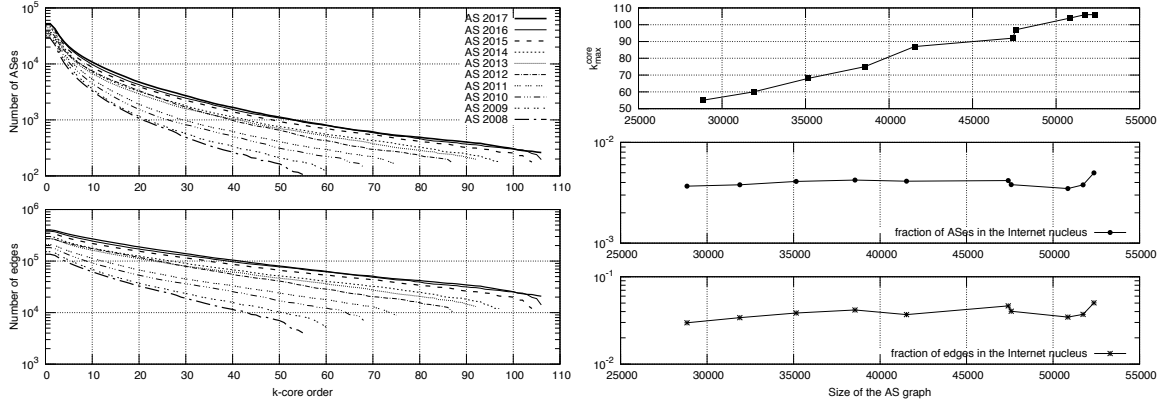 10^5
10^4
10^3
10^2
Number of ASes
0 10 20 30 40 50 60 70 80 90 100 110
AS 2017
AS 2016
AS 2015
AS 2014
AS 2013
AS 2012
AS 2011
AS 2010
AS 2009
AS 2008
10^6
10^5
10^4
10^3
Number of edges
0 10 20 30 40 50 60 70 80 90 100 110
k-core order
110
100
90
80
70
60
50
k_max^core
25000 30000 35000 40000 45000 50000 55000
10^-2
10^-3
fraction of ASes in the Internet nucleus
25000 30000 35000 40000 45000 50000 55000
10^-1
10^-2
fraction of edges in the Internet nucleus
25000 30000 35000 40000 45000 50000 55000
Size of the AS graph